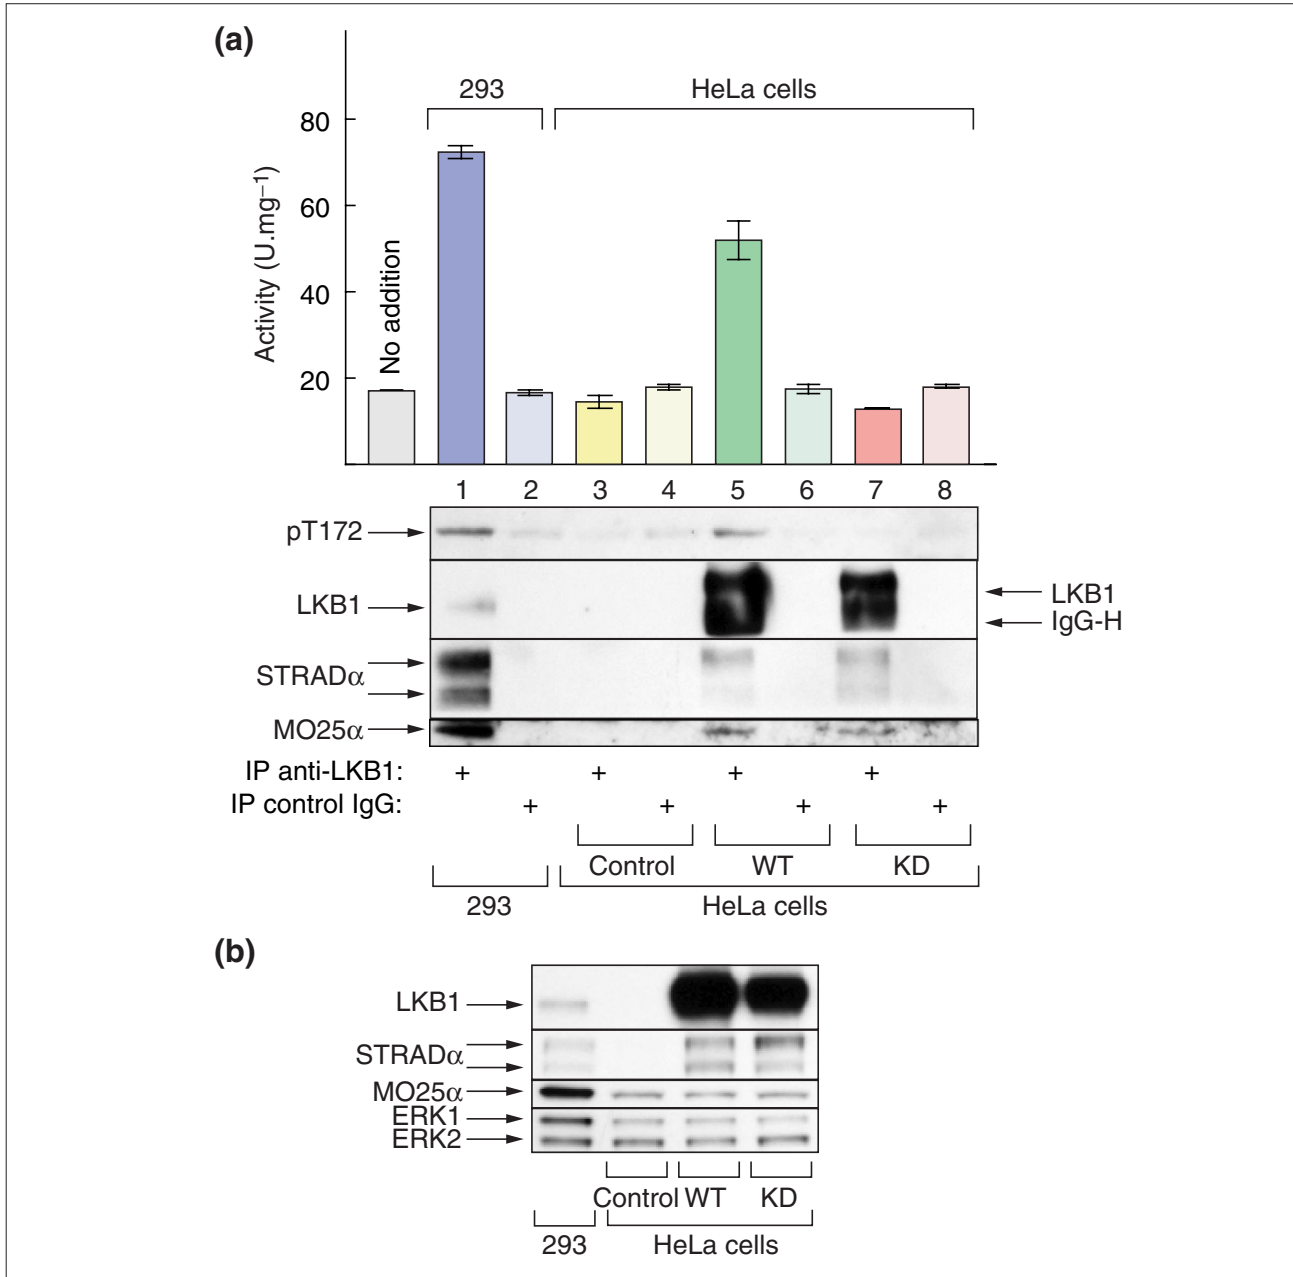 (a)
293 HeLa cells
80
60
40
20
Activity (U.mg⁻¹)
No addition
1 2 3 4 5 6 7 8
pT172
LKB1
LKB1
IgG-H
STRADα
MO25α
IP anti-LKB1: + + + +
IP control IgG: + + + +
Control WT KD
293 HeLa cells
(b)
LKB1
STRADα
MO25α
ERK1
ERK2
Control WT KD
293 HeLa cells